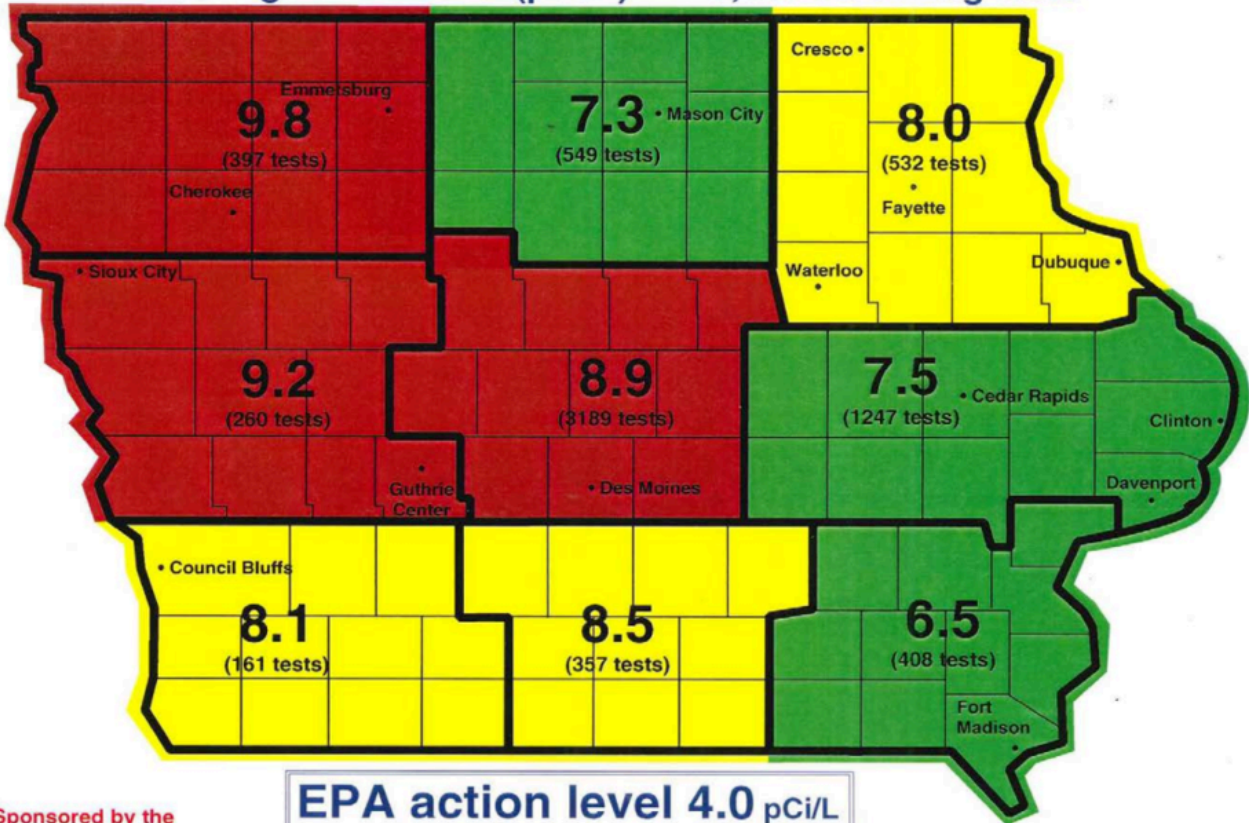 Cresco
Emmetsburg
9.8
(397 tests)
Cherokee
7.3
Mason City
(549 tests)
8.0
(532 tests)
Fayette
Waterloo
Dubuque
Sioux City
9.2
(260 tests)
Guthrie
Center
8.9
(3189 tests)
Des Moines
7.5
Cedar Rapids
(1247 tests)
Clinton
Davenport
Council Bluffs
8.1
(161 tests)
8.5
(357 tests)
6.5
(408 tests)
Fort
Madison
EPA action level 4.0 pCi/L
Sponsored by the